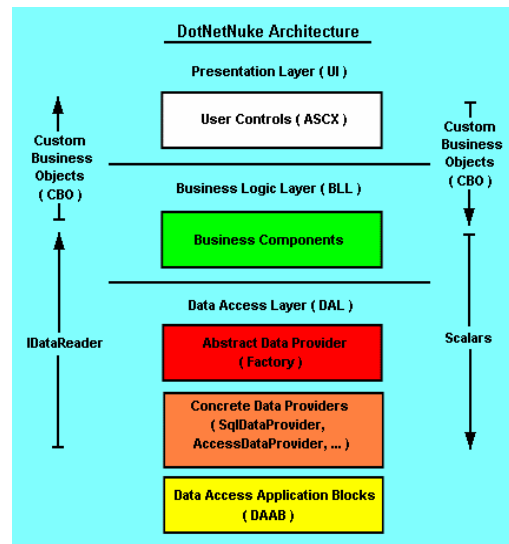 DotNetNuke Architecture
Presentation Layer ( UI )
User Controls ( ASCX )
Custom
Business
Objects
( CBO )
Custom
Business
Objects
( CBO )
Business Logic Layer ( BLL )
Business Components
Data Access Layer ( DAL )
IDataReader
Scalars
Abstract Data Provider
( Factory )
Concrete Data Providers
( SqlDataProvider,
AccessDataProvider, ... )
Data Access Application Blocks
( DAAB )